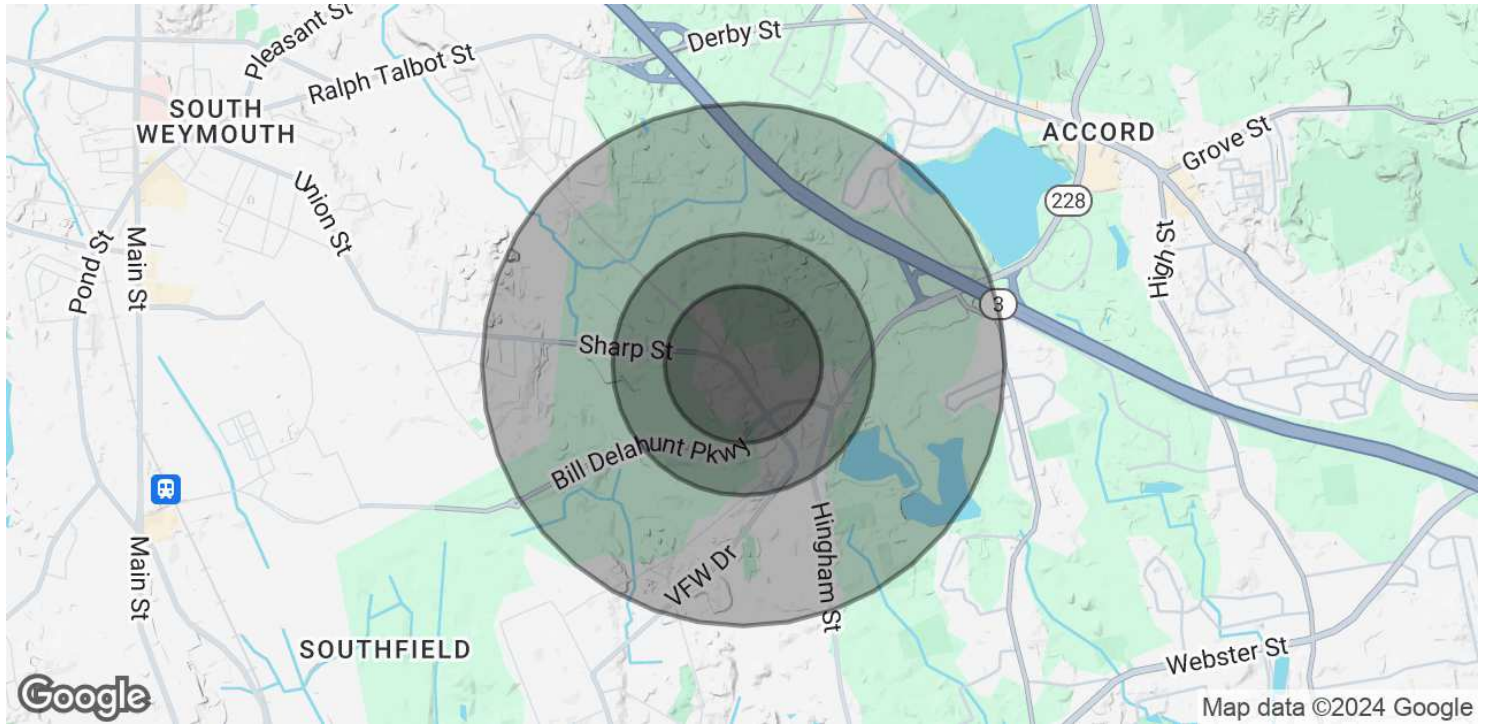 Pleasant St
Derby St
Ralph Talbot St
SOUTH
WEYMOUTH
ACCORD
Grove St
Union St
228
High St
Pond St
Main St
3
Sharp St
Bill Delahunt Pkwy
Hingham St
VFW Dr
Main St
SOUTHFIELD
Webster St
Google
Map data ©2024 Google